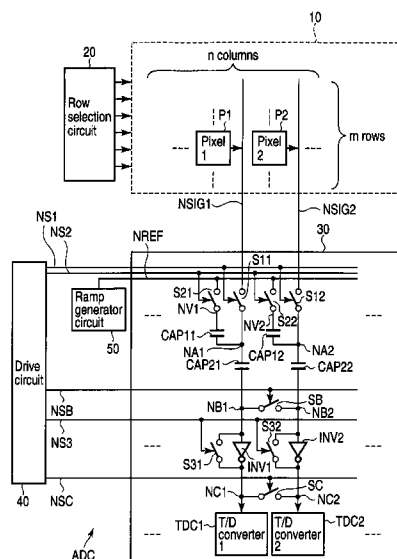 10
20
n columns
Row
selection
circuit
P1
P2
Pixel
1
Pixel
2
m rows
NSIG1
NSIG2
NS1
NS2
NREF
30
S11
S21
S12
NV1
NV2
S22
Ramp
generator
circuit
50
CAP11
NA1
CAP12
NA2
CAP21
CAP22
Drive
circuit
NSB
SB
NB1
NB2
NS3
S32
INV2
S31
INV1
NSC
SC
40
NC1
NC2
TDC1
T/D
converter
1
T/D
converter
2
TDC2
ADC